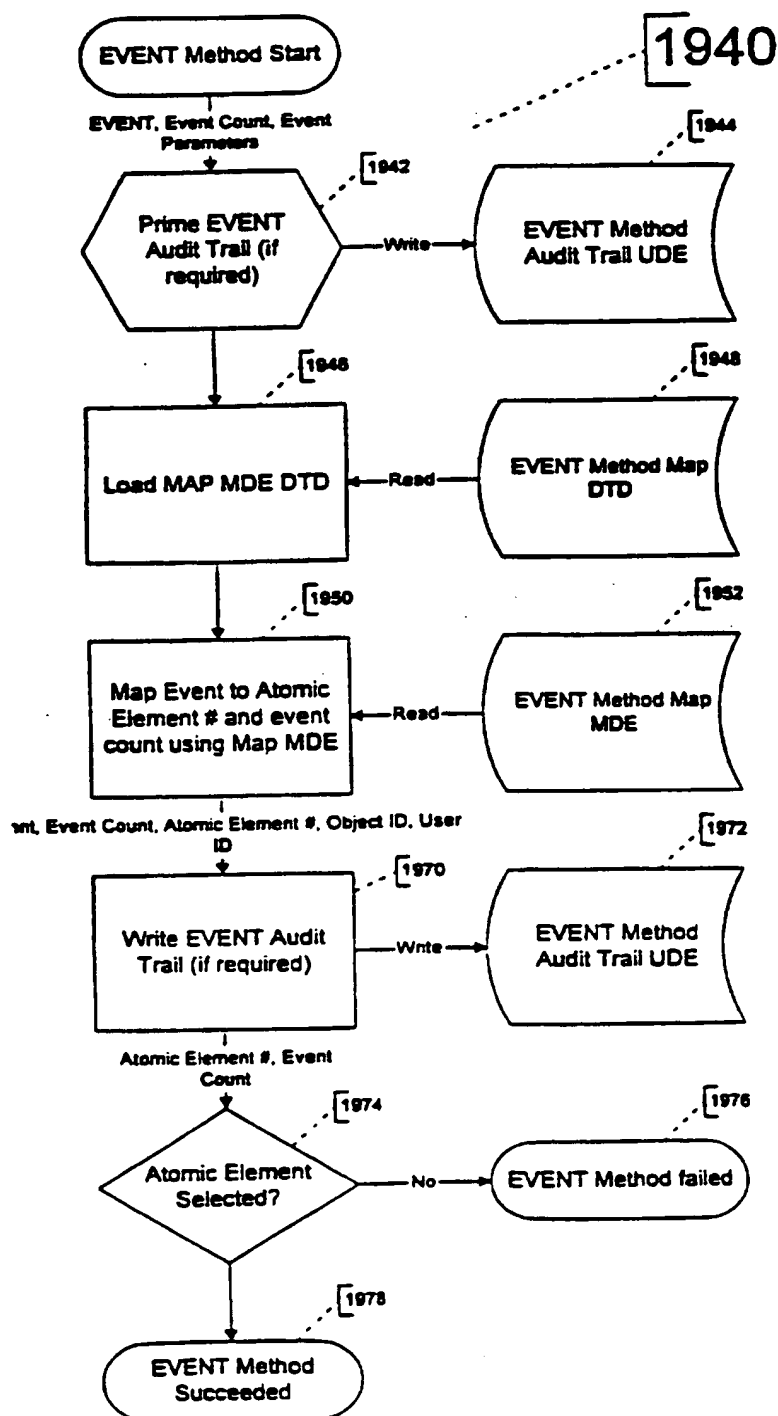 EVENT Method Start
1940
EVENT, Event Count, Event
Parameters
1942
1944
Prime EVENT
Audit Trail (if
required)
Write
EVENT Method
Audit Trail UDE
1946
1948
Load MAP MDE DTD
Read
EVENT Method Map
DTD
1950
1952
Map Event to Atomic
Element # and event
count using Map MDE
Read
EVENT Method Map
MDE
Event Count, Atomic Element #, Object ID, User
ID
1970
1972
Write EVENT Audit
Trail (if required)
Write
EVENT Method
Audit Trail UDE
Atomic Element #, Event
Count
1974
1976
Atomic Element
Selected?
No
EVENT Method failed
1978
EVENT Method
Succeeded